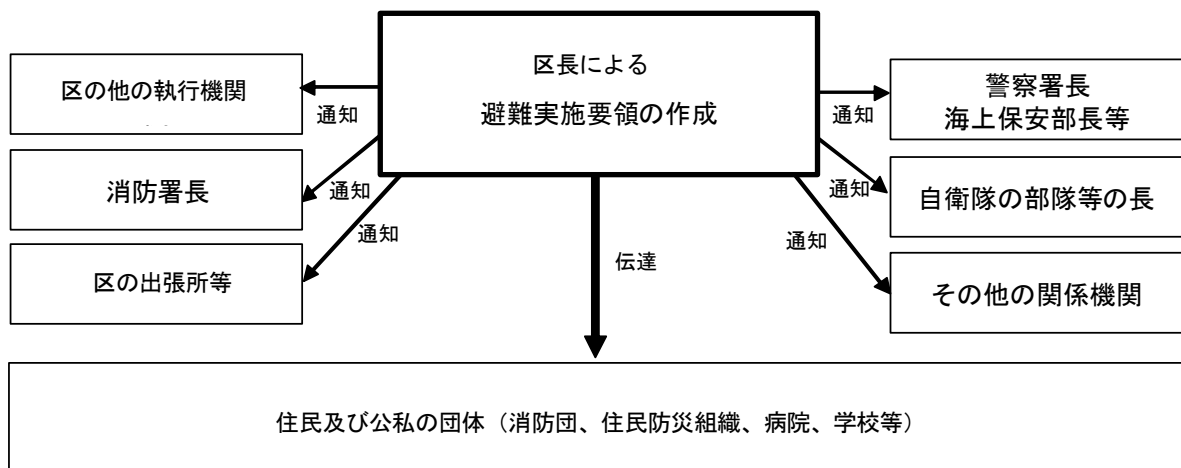 区長による
避難実施要領の作成
区の他の執行機関
通知
消防署長
通知
区の出張所等
通知
警察署長
海上保安部長等
通知
自衛隊の部隊等の長
通知
その他の関係機関
通知
伝達
住民及び公私の団体（消防団、住民防災組織、病院、学校等）